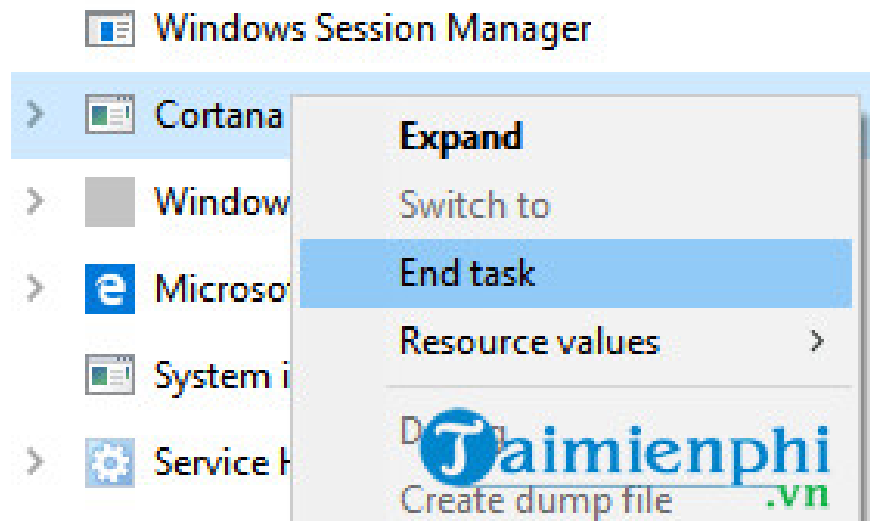 Windows Session Manager
Cortana
Expand
Window
Switch to
Microso
End task
System i
Resource values
Service H
Taimienphi
.vn
Create dump file